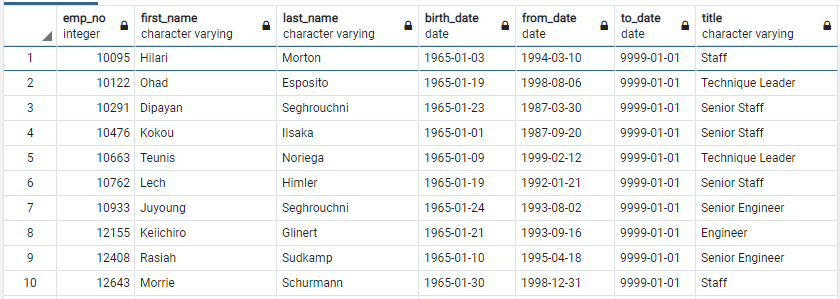 emp_no first_name last_name birth_date from_date to_date title
integer character varying character varying date date date character varying
1 10095 Hilari Morton 1965-01-03 1994-03-10 9999-01-01 Staff
2 10122 Ohad Esposito 1965-01-19 1998-08-06 9999-01-01 Technique Leader
3 10291 Dipayan Seghrouchni 1965-01-23 1987-03-30 9999-01-01 Senior Staff
4 10476 Kokou Iisaka 1965-01-01 1987-09-20 9999-01-01 Senior Staff
5 10663 Teunis Noriega 1965-01-09 1999-02-12 9999-01-01 Technique Leader
6 10762 Lech Himler 1965-01-19 1992-01-21 9999-01-01 Senior Staff
7 10933 Juyoung Seghrouchni 1965-01-24 1993-08-02 9999-01-01 Senior Engineer
8 12155 Keiichiro Glinert 1965-01-21 1993-09-16 9999-01-01 Engineer
9 12408 Rasiah Sudkamp 1965-01-10 1995-04-18 9999-01-01 Senior Engineer
10 12643 Morrie Schurmann 1965-01-30 1998-12-31 9999-01-01 Staff